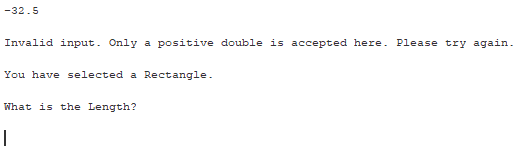 -32.5
Invalid input. Only a positive double is accepted here. Please try again.
You have selected a Rectangle.
What is the Length?